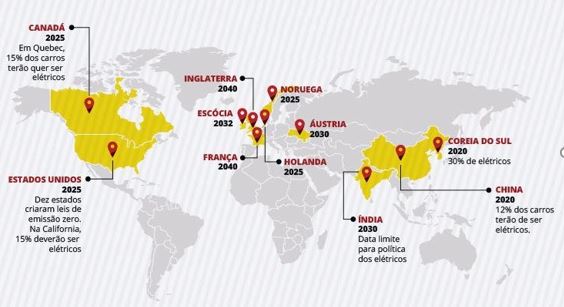 CANADÁ
2025
Em Quebec,
15% dos carros
terão quer ser
elétricos
INGLATERRA
2040
NORUEGA
2025
ESCÓCIA
2032
ÁUSTRIA
2030
FRANÇA
2040
HOLANDA
2025
COREIA DO SUL
2020
30% de elétricos
ESTADOS UNIDOS
2025
Dez estados
criaram leis de
emissão zero.
Na California,
15% deverão ser
elétricos
CHINA
2020
12% dos carros
terão de ser
elétricos.
ÍNDIA
2030
Data limite
para política
dos elétricos